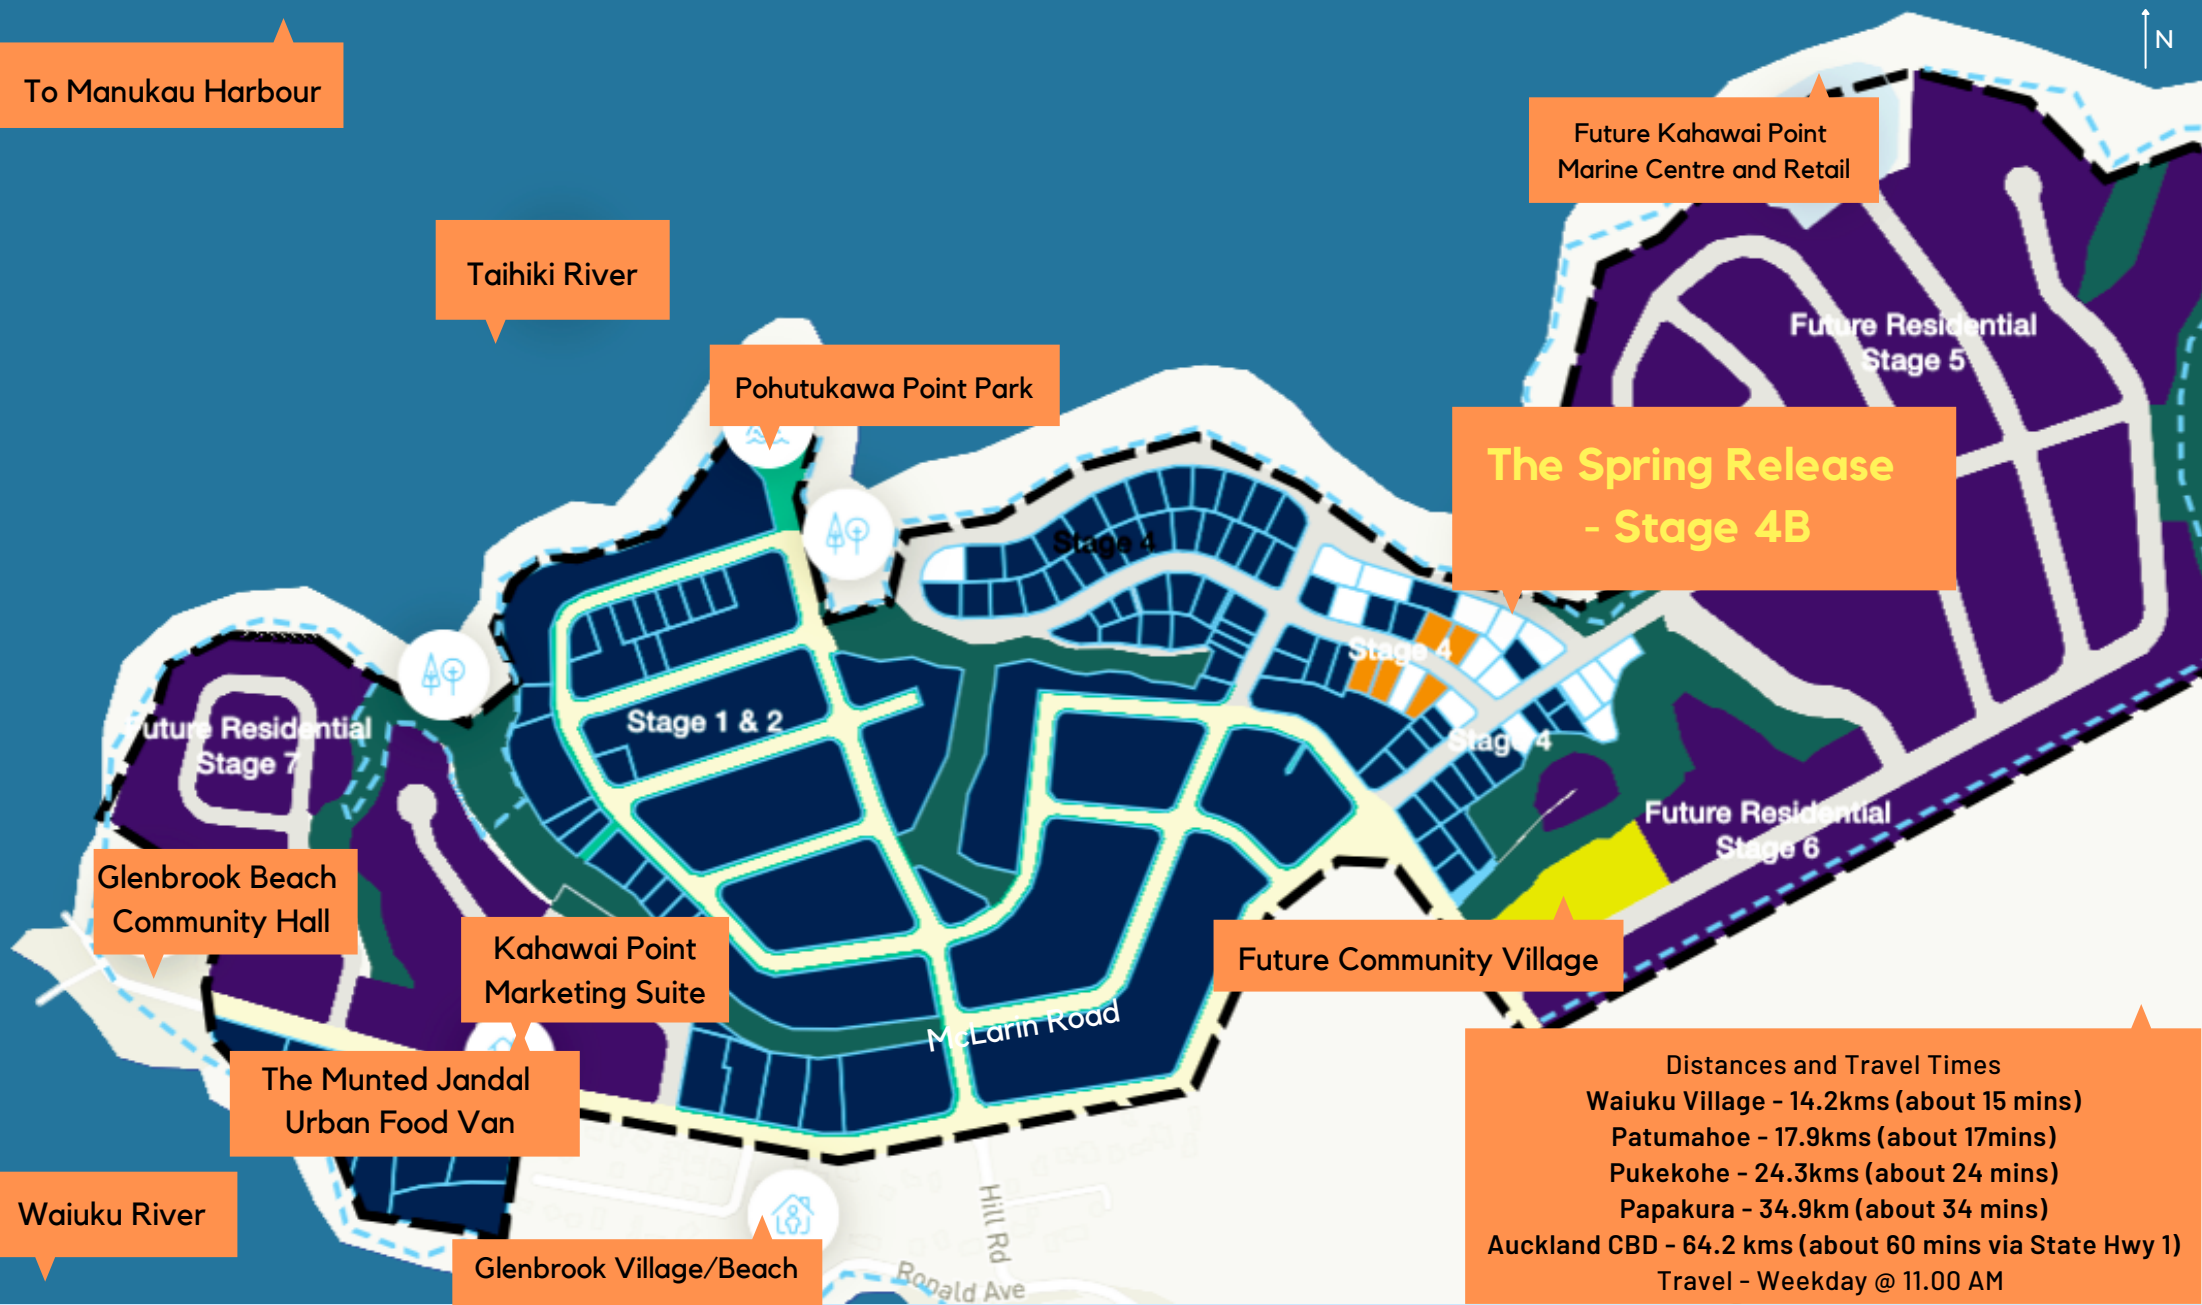 N
To Manukau Harbour
Future Kahawai Point
Marine Centre and Retail
Taihiki River
Future Residential
Stage 5
Pohutukawa Point Park
The Spring Release
- Stage 4B
Stage 4
Stage 4
Stage 1 & 2
Future Residential
Stage 7
Stage 4
Future Residential
Stage 6
Glenbrook Beach
Community Hall
Kahawai Point
Marketing Suite
Future Community Village
McLarin Road
The Munted Jandal
Urban Food Van
Distances and Travel Times
Waiuku Village - 14.2kms (about 15 mins)
Patumahoe - 17.9kms (about 17mins)
Pukekohe - 24.3kms (about 24 mins)
Papakura - 34.9km (about 34 mins)
Auckland CBD - 64.2 kms (about 60 mins via State Hwy 1)
Travel - Weekday @ 11.00 AM
Waiuku River
Hill Rd
Glenbrook Village/Beach
Ronald Ave